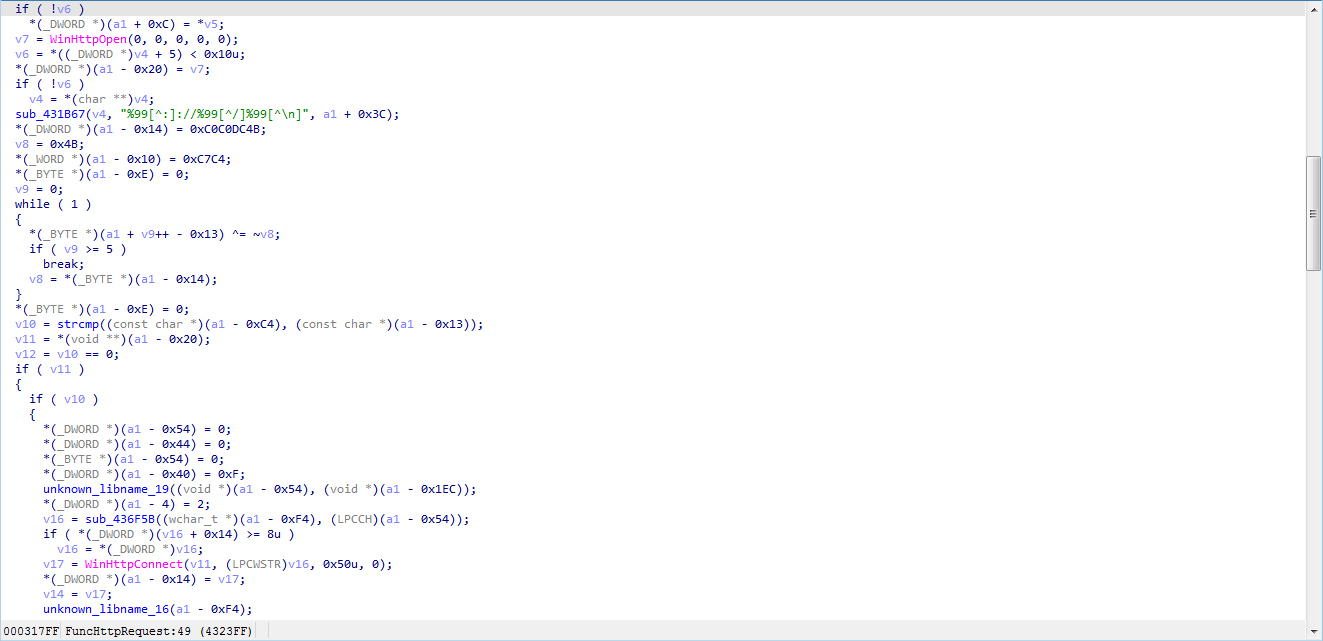 if ( !v6 )
*(_DWORD *)(a1 + 0xC) = *v5;
v7 = WinHttpOpen(0, 0, 0, 0, 0);
v6 = *((_DWORD *)v4 + 5) < 0x10u;
*(_DWORD *)(a1 - 0x20) = v7;
if ( !v6 )
v4 = *(char **)v4;
sub_431B67(v4, "%99[^:]://%99[^/]%99[^\n]", a1 + 0x3C);
*(_DWORD *)(a1 - 0x14) = 0xC0C0DC4B;
v8 = 0x4B;
*(_WORD *)(a1 - 0x10) = 0xC7C4;
*(_BYTE *)(a1 - 0xE) = 0;
v9 = 0;
while ( 1 )
{
*(_BYTE *)(a1 + v9++ - 0x13) ^= ~v8;
if ( v9 >= 5 )
break;
v8 = *(_BYTE *)(a1 - 0x14);
}
*(_BYTE *)(a1 - 0xE) = 0;
v10 = strcmp((const char *)(a1 - 0xC4), (const char *)(a1 - 0x13));
v11 = *(void **)(a1 - 0x20);
v12 = v10 == 0;
if ( v11 )
{
if ( v10 )
{
*(_DWORD *)(a1 - 0x54) = 0;
*(_DWORD *)(a1 - 0x44) = 0;
*(_BYTE *)(a1 - 0x54) = 0;
*(_DWORD *)(a1 - 0x40) = 0xF;
unknown_libname_19((void *)(a1 - 0x54), (void *)(a1 - 0x1EC));
*(_DWORD *)(a1 - 4) = 2;
v16 = sub_436F5B((wchar_t *)(a1 - 0xF4), (LPCCH)(a1 - 0x54));
if ( *(_DWORD *)(v16 + 0x14) >= 8u )
v16 = *(_DWORD *)v16;
v17 = WinHttpConnect(v11, (LPCWSTR)v16, 0x50u, 0);
*(_DWORD *)(a1 - 0x14) = v17;
v14 = v17;
unknown_libname_16(a1 - 0xF4);
000317FF FuncHttpRequest:49 (4323FF)